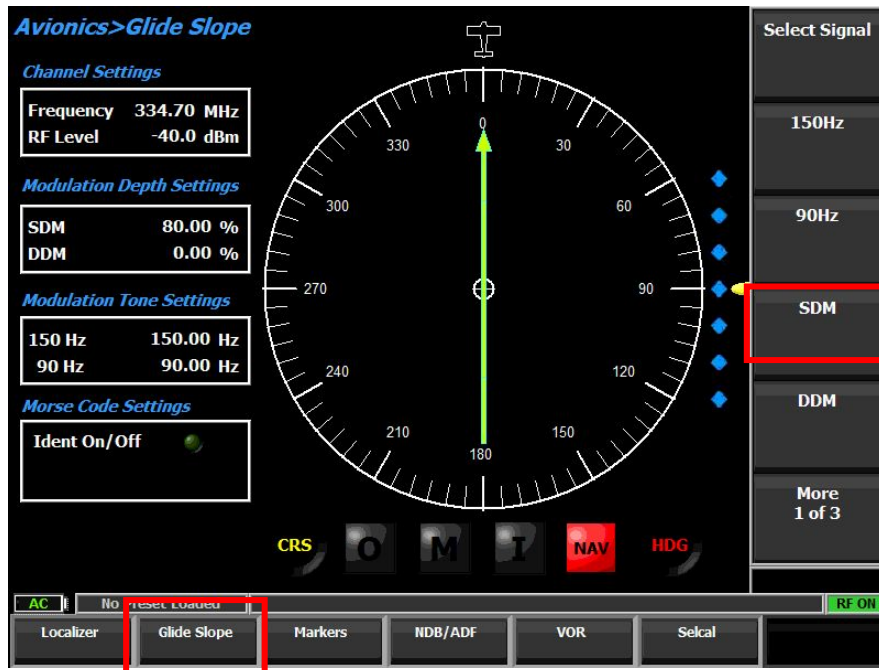 Avionics>Glide Slope
Channel Settings
Frequency 334.70 MHz
RF Level -40.0 dBm
Modulation Depth Settings
SDM 80.00 %
DDM 0.00 %
Modulation Tone Settings
150 Hz 150.00 Hz
90 Hz 90.00 Hz
Morse Code Settings
Ident On/Off
0
30
60
90
120
150
180
210
240
270
300
330
CRS O M I NAV HDG
Select Signal
150Hz
90Hz
SDM
DDM
More
1 of 3
AC No Preset Loaded RF ON
Localizer Glide Slope Markers NDB/ADF VOR Selcal